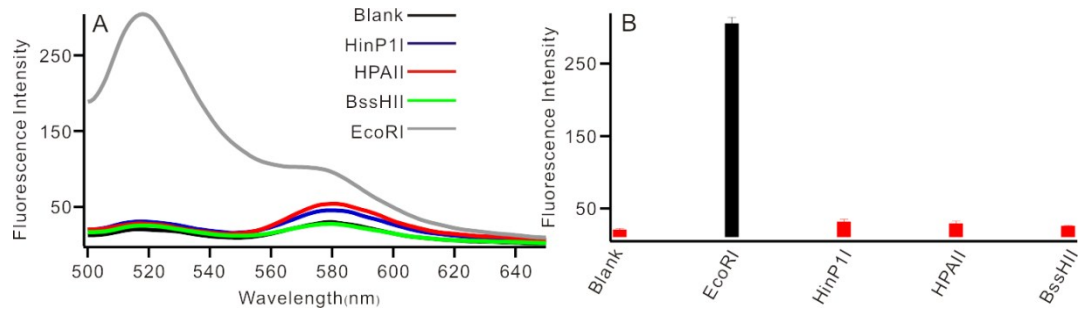 A
Fluorescence Intensity
250
150
50
500 520 540 560 580 600 620 640
Wavelength(nm)
Blank
HinP1I
HPAII
BssHII
EcoRI
B
Fluorescence Intensity
250
150
50
Blank
EcoRI
HinP1I
HPAII
BssHII